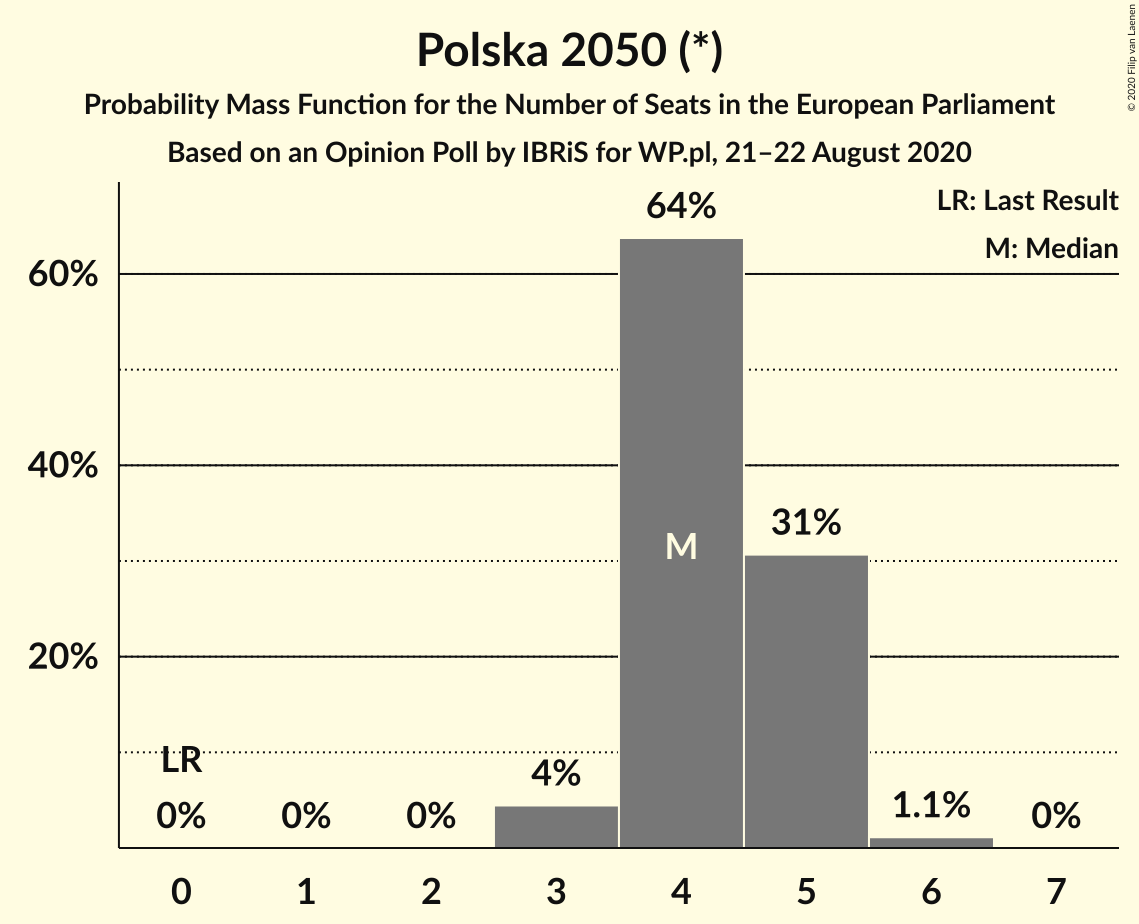 Polska 2050 (*)
Probability Mass Function for the Number of Seats in the European Parliament
Based on an Opinion Poll by IBRiS for WP.pl, 21–22 August 2020
© 2020 Filip van Laenen
LR: Last Result
M: Median
60%
40%
20%
LR
M
0%
0%
0%
4%
64%
31%
1.1%
0%
0
1
2
3
4
5
6
7